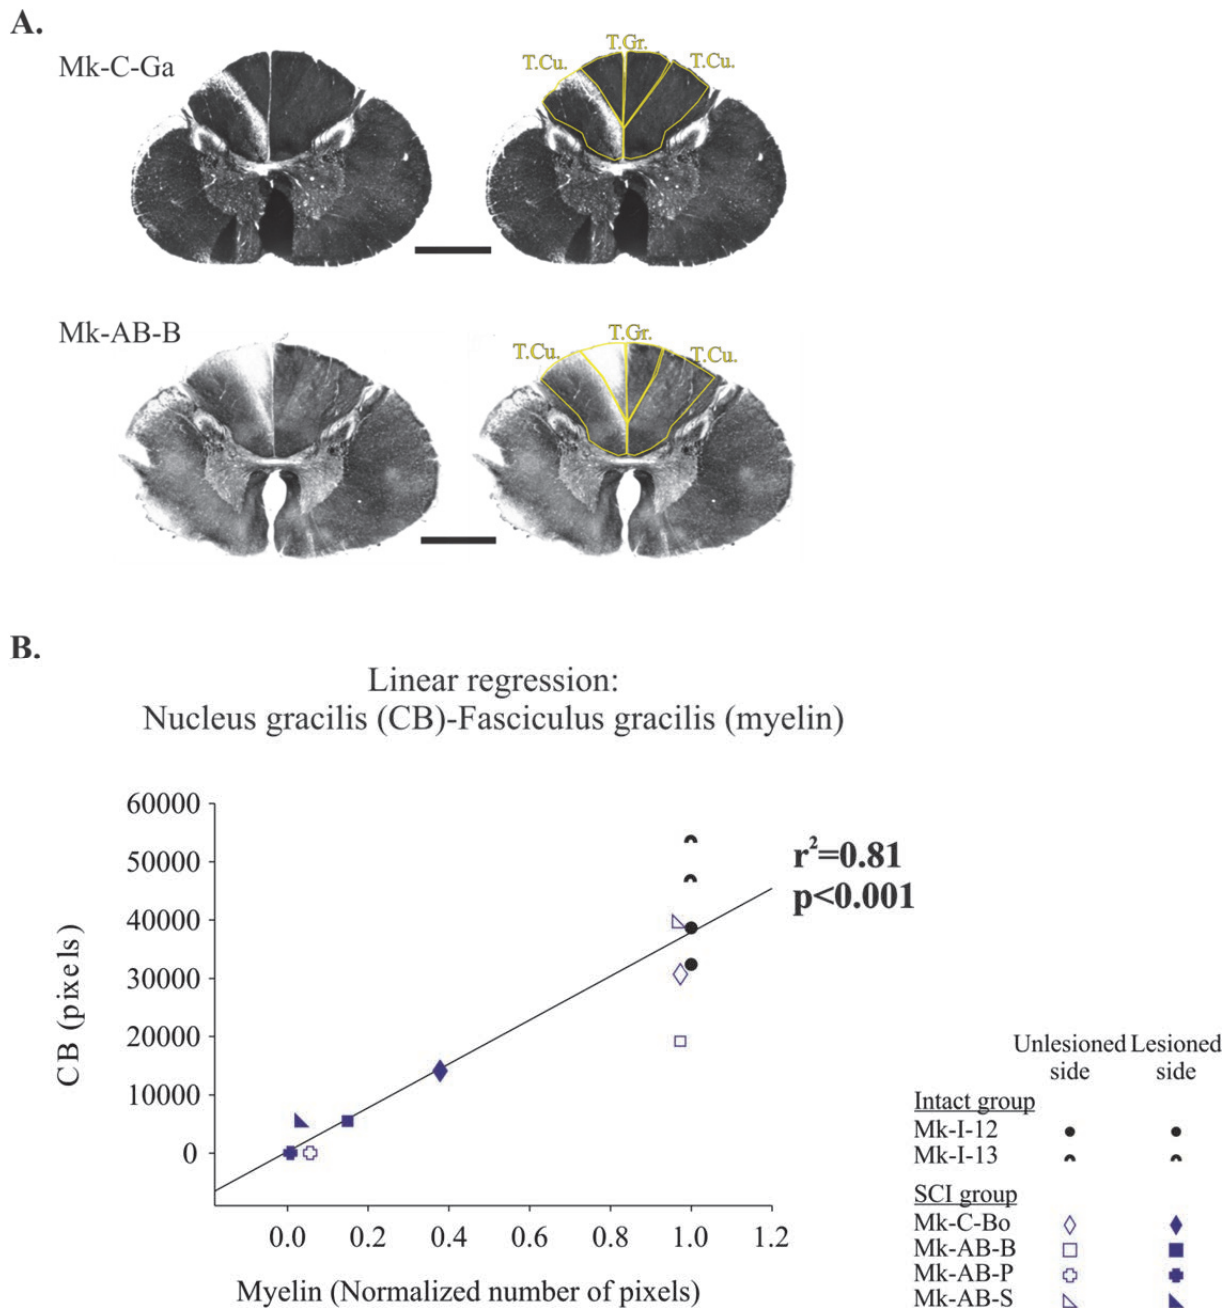 A.
Mk-C-Ga
T.Cu.
T.Gr.
T.Cu.
Mk-AB-B
T.Cu.
T.Gr.
T.Cu.
B.
Linear regression:
Nucleus gracilis (CB)-Fasciculus gracilis (myelin)
60000
50000
40000
30000
20000
10000
0
CB (pixels)
r²=0.81
p<0.001
0.0 0.2 0.4 0.6 0.8 1.0 1.2
Myelin (Normalized number of pixels)
Unlesioned Lesioned
side side
Intact group
Mk-I-12
Mk-I-13
SCI group
Mk-C-Bo
Mk-AB-B
Mk-AB-P
Mk-AB-S